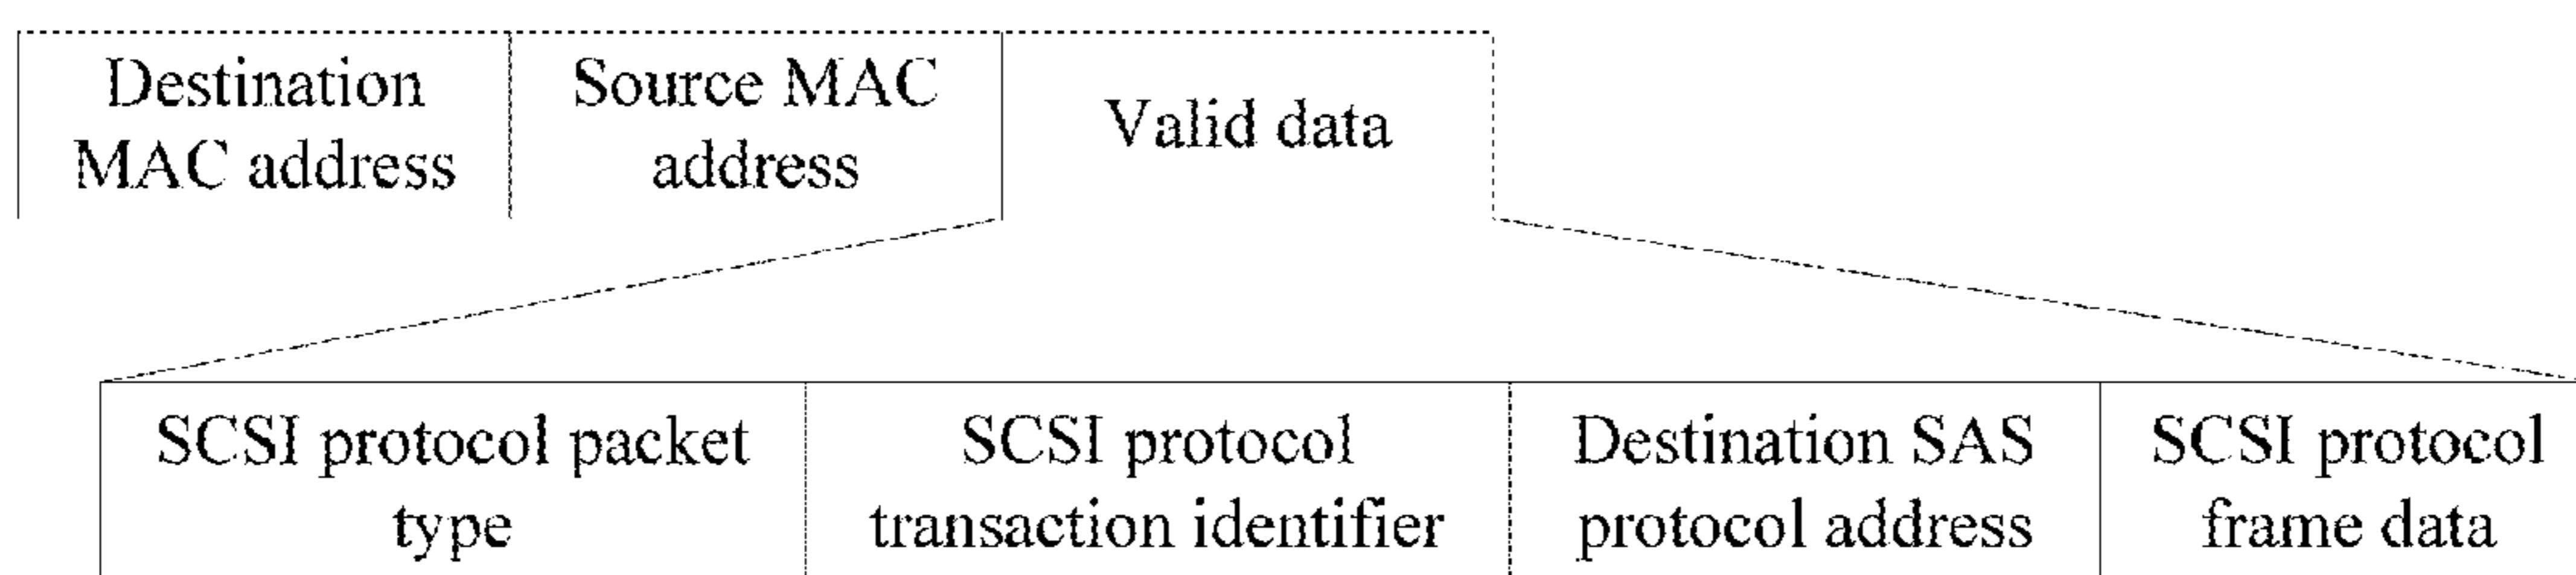 Destination
MAC address
Source MAC
address
Valid data
SCSI protocol packet
type
SCSI protocol
transaction identifier
Destination SAS
protocol address
SCSI protocol
frame data